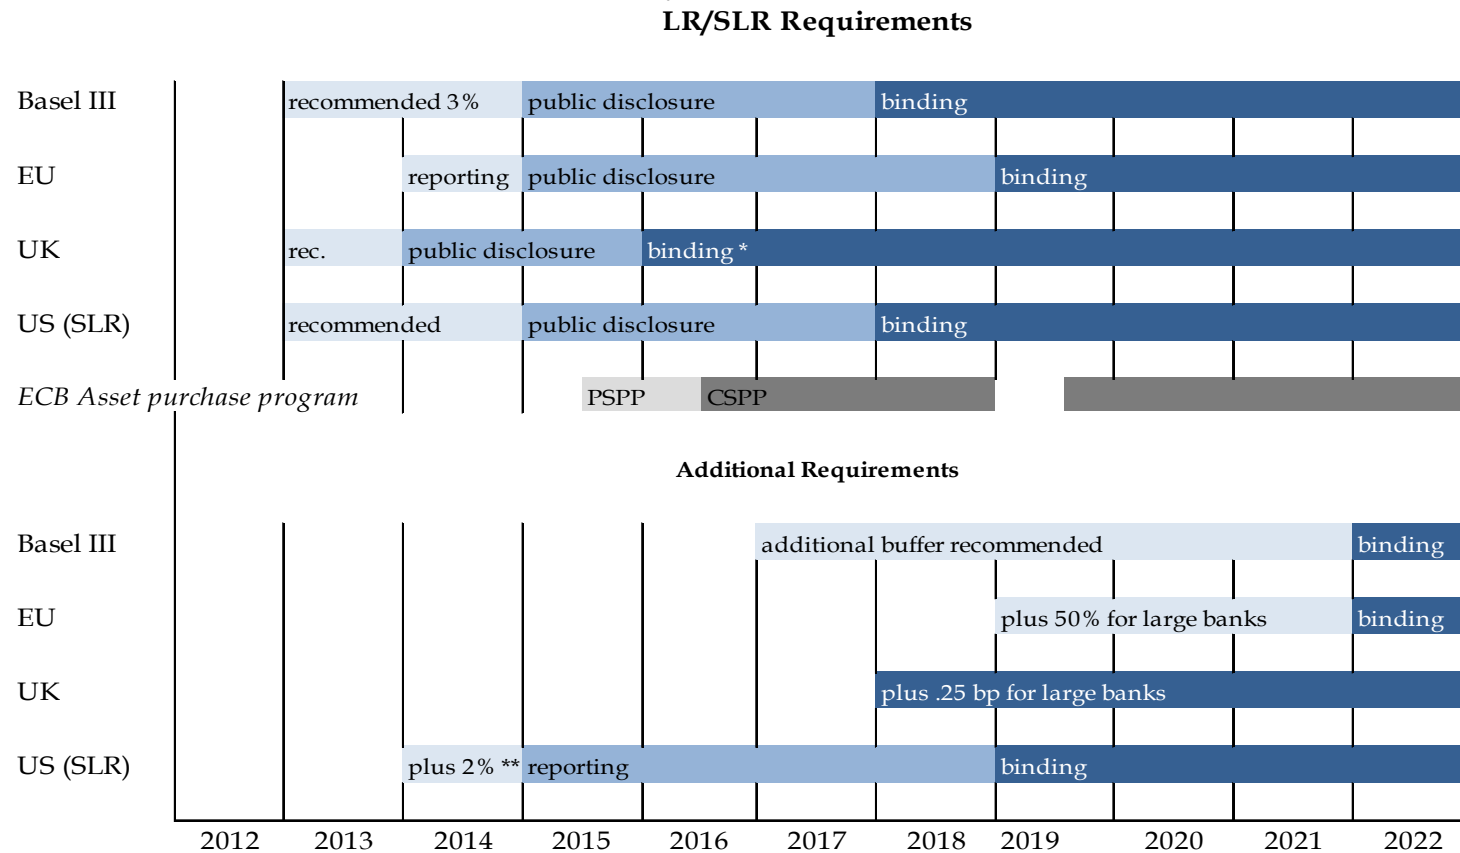 LR/SLR Requirements
Basel III recommended 3% public disclosure binding
EU reporting public disclosure binding
UK rec. public disclosure binding *
US (SLR) recommended public disclosure binding
ECB Asset purchase program PSPP CSPP
Additional Requirements
Basel III additional buffer recommended binding
EU plus 50% for large banks binding
UK plus .25 bp for large banks
US (SLR) plus 2% ** reporting binding
2012 2013 2014 2015 2016 2017 2018 2019 2020 2021 2022